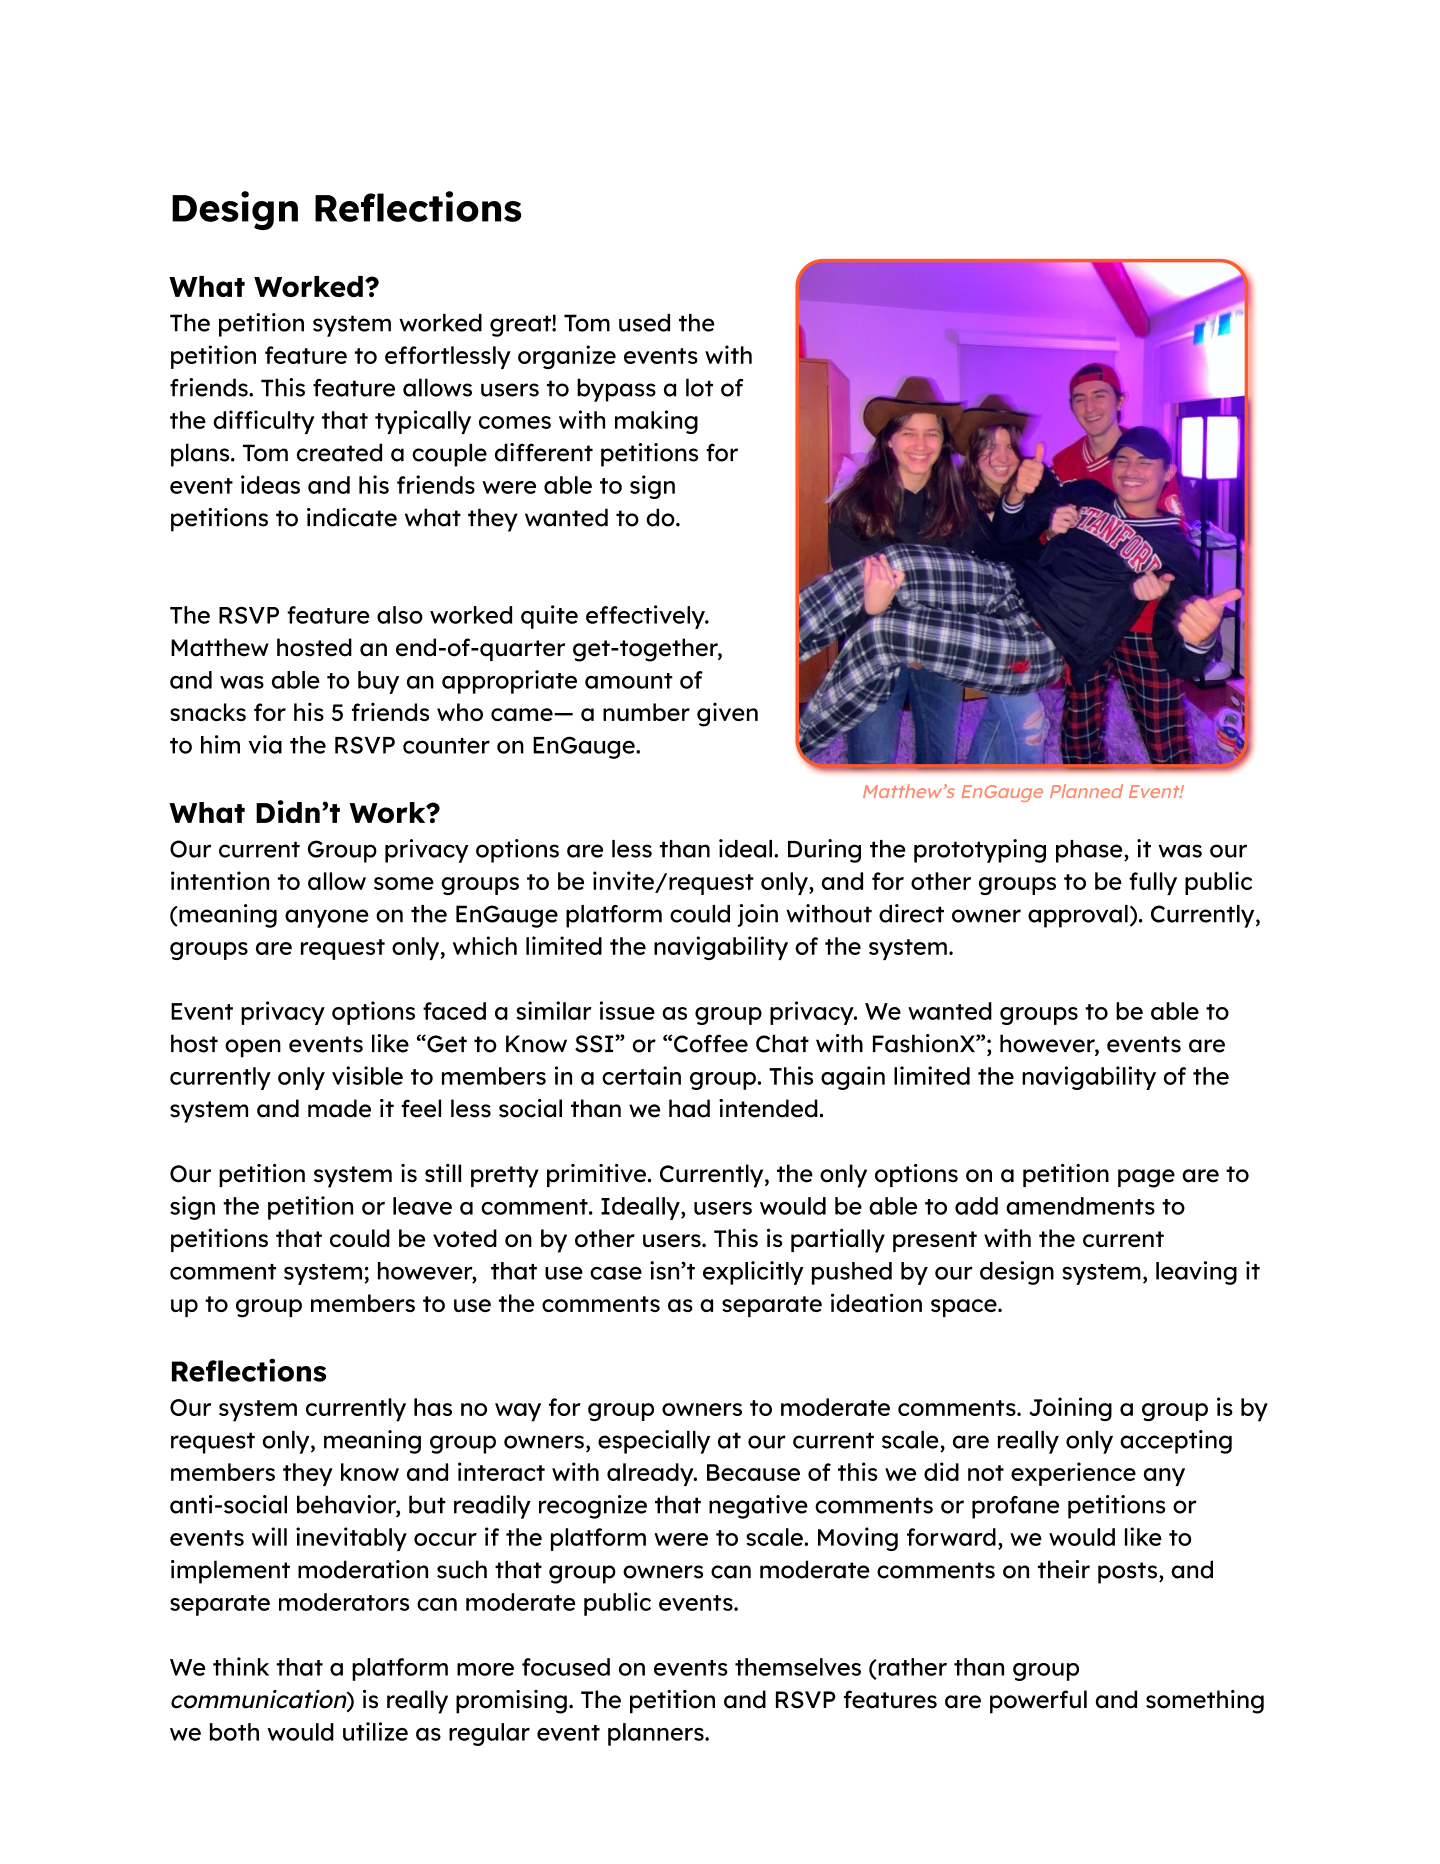 Design Reflections
What Worked?
The petition system worked great! Tom used the
petition feature to effortlessly organize events with
friends. This feature allows users to bypass a lot of
the difficulty that typically comes with making
plans. Tom created a couple different petitions for
event ideas and his friends were able to sign
petitions to indicate what they wanted to do.
The RSVP feature also worked quite effectively.
Matthew hosted an end-of-quarter get-together,
and was able to buy an appropriate amount of
snacks for his 5 friends who came— a number given
to him via the RSVP counter on EnGauge.
STANFORD
Matthew’s EnGauge Planned Event!
What Didn’t Work?
Our current Group privacy options are less than ideal. During the prototyping phase, it was our
intention to allow some groups to be invite/request only, and for other groups to be fully public
(meaning anyone on the EnGauge platform could join without direct owner approval). Currently,
groups are request only, which limited the navigability of the system.
Event privacy options faced a similar issue as group privacy. We wanted groups to be able to
host open events like “Get to Know SSI” or “Coffee Chat with FashionX”; however, events are
currently only visible to members in a certain group. This again limited the navigability of the
system and made it feel less social than we had intended.
Our petition system is still pretty primitive. Currently, the only options on a petition page are to
sign the petition or leave a comment. Ideally, users would be able to add amendments to
petitions that could be voted on by other users. This is partially present with the current
comment system; however,  that use case isn’t explicitly pushed by our design system, leaving it
up to group members to use the comments as a separate ideation space.
Reflections
Our system currently has no way for group owners to moderate comments. Joining a group is by
request only, meaning group owners, especially at our current scale, are really only accepting
members they know and interact with already. Because of this we did not experience any
anti-social behavior, but readily recognize that negative comments or profane petitions or
events will inevitably occur if the platform were to scale. Moving forward, we would like to
implement moderation such that group owners can moderate comments on their posts, and
separate moderators can moderate public events.
We think that a platform more focused on events themselves (rather than group
communication) is really promising. The petition and RSVP features are powerful and something
we both would utilize as regular event planners.